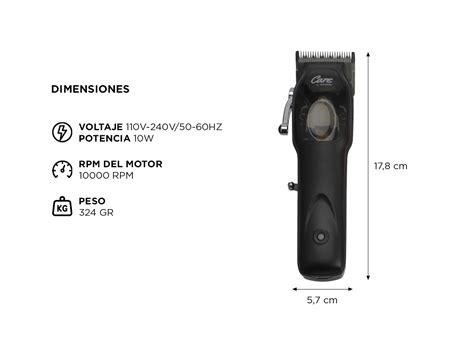 DIMENSIONES
VOLTAJE 110V-240V/50-60HZ
POTENCIA 10W
RPM DEL MOTOR
10000 RPM
KG
PESO
324 GR
Care
17,8 cm
5,7 cm